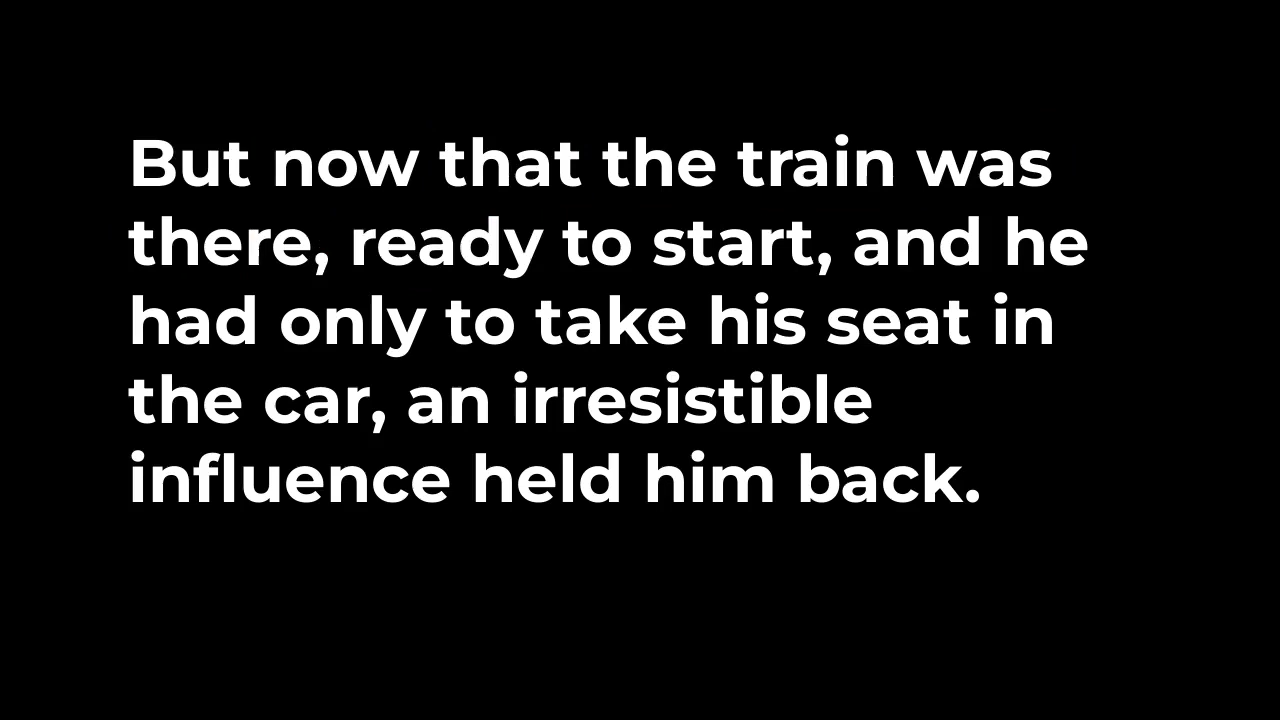 But now that the train was
there, ready to start, and he
had only to take his seat in
the car, an irresistible
influence held him back.